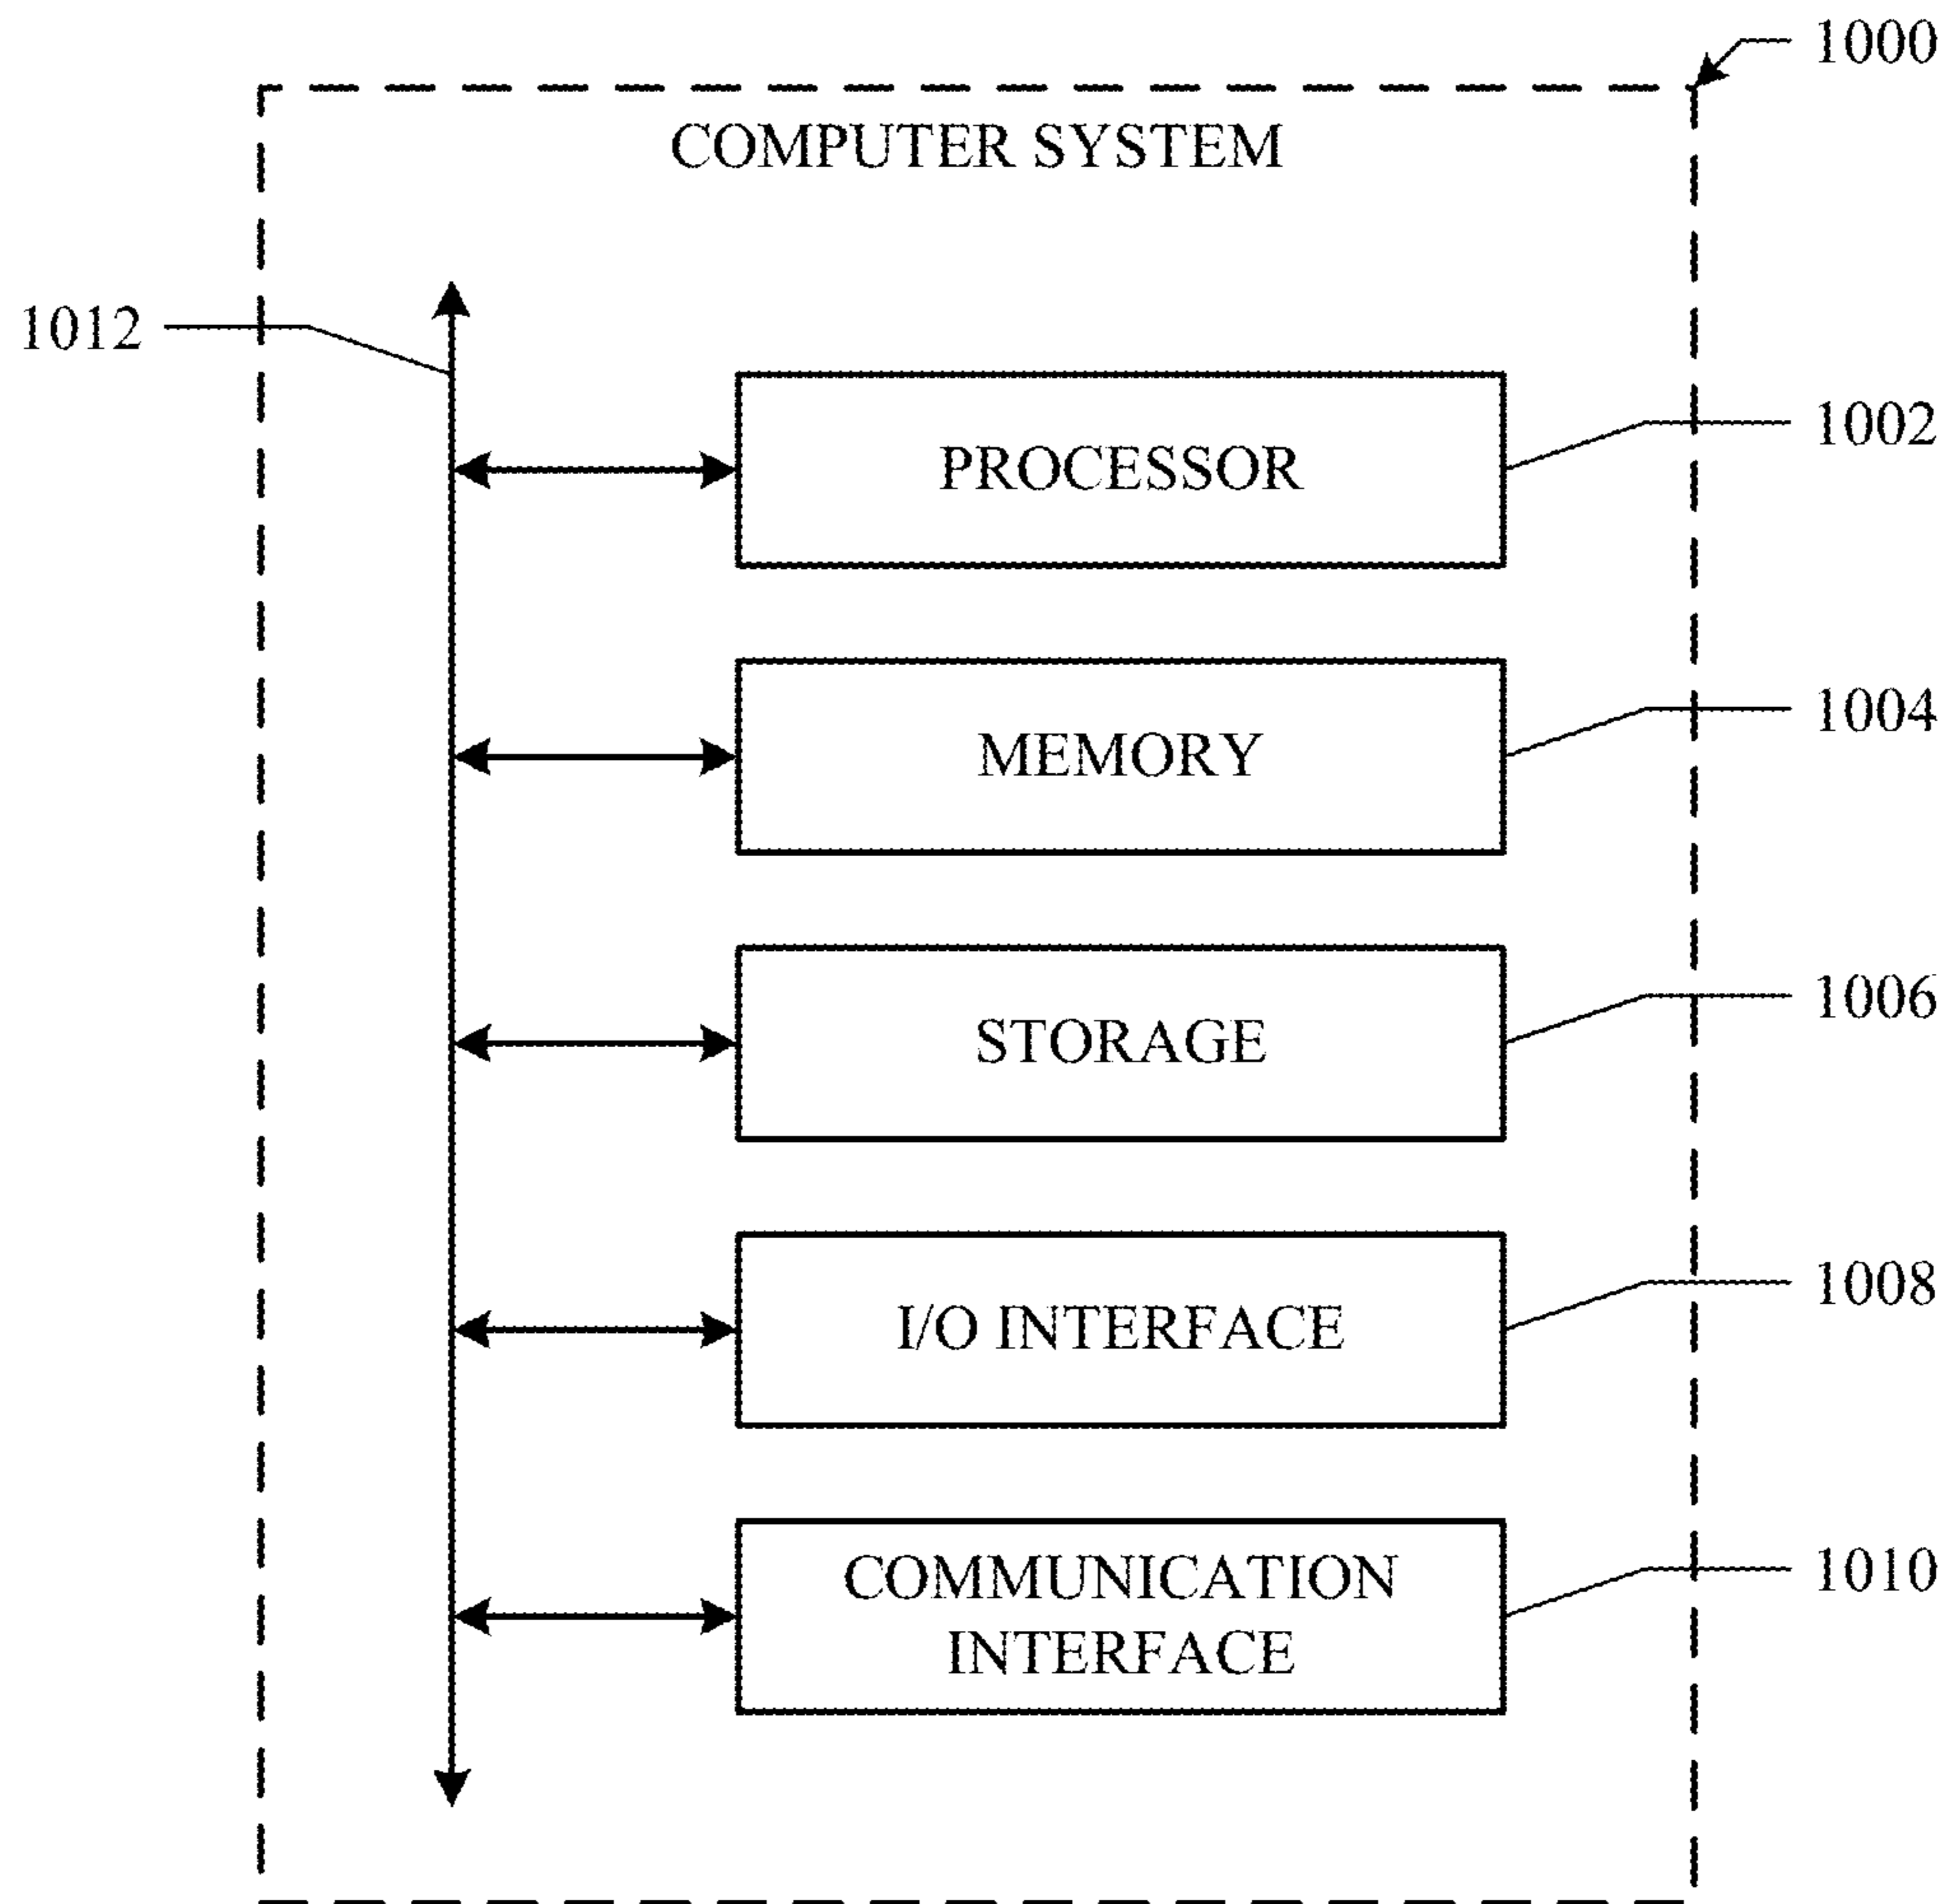 1000
COMPUTER SYSTEM
1012
PROCESSOR
1002
MEMORY
1004
STORAGE
1006
I/O INTERFACE
1008
COMMUNICATION
INTERFACE
1010